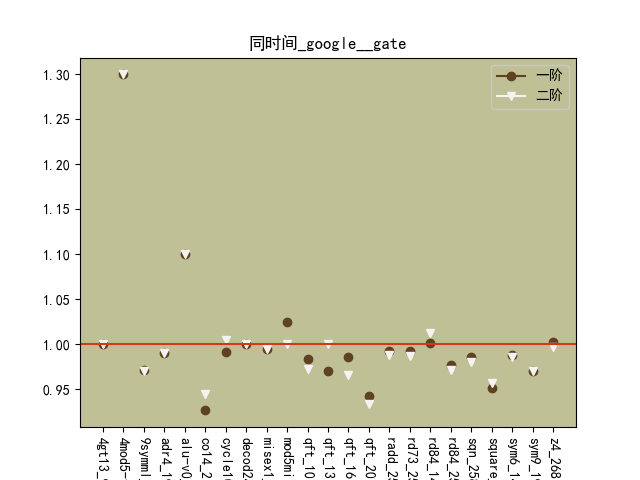 同时间_google__gate
一阶
二阶
1.30
1.25
1.20
1.15
1.10
1.05
1.00
0.95
4gt13_
4mod5-
9symml
adr4_1
alu-v0
co14_2
cycle1
decod2
misex1
mod5mi
qft_10
qft_13
qft_16
qft_20
radd_2
rd73_2
rd84_14
rd84_2
sqn_25
square
sym6_1
sym9_1
z4_268